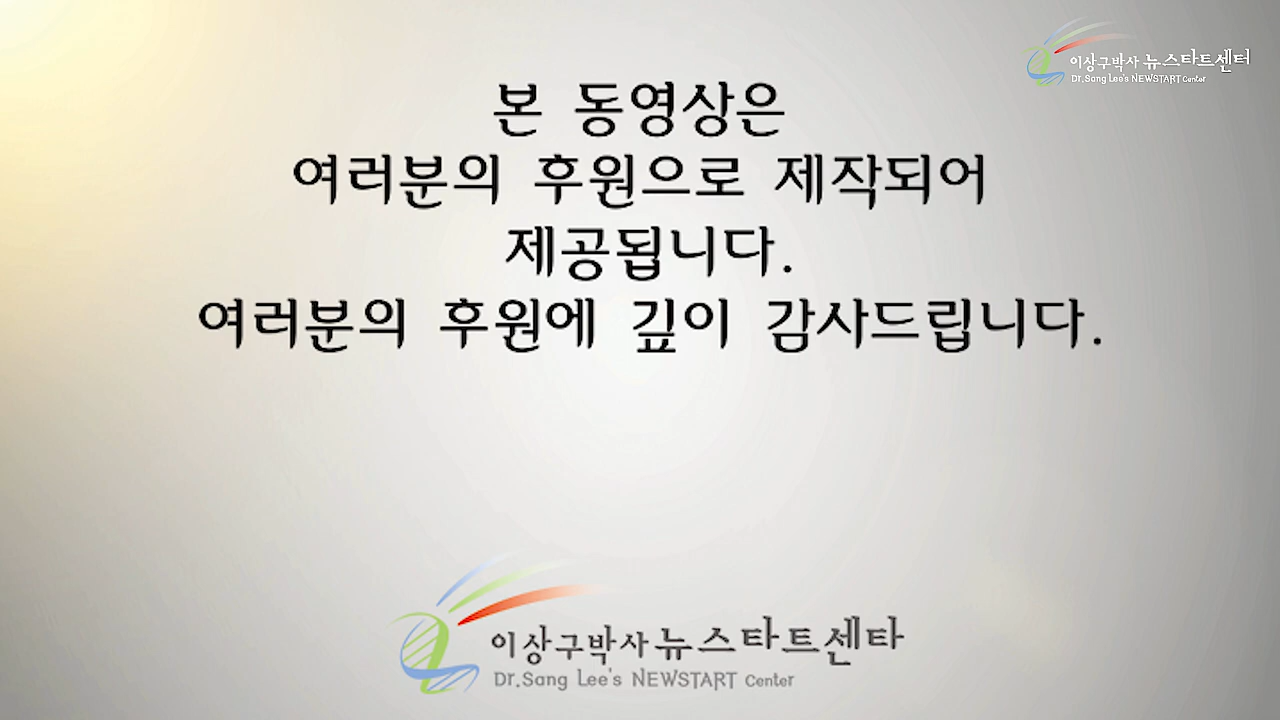 이상구박사 뉴스타트센터
Dr.Sang Lee's NEWSTART Center
본 동영상은
여러분의 후원으로 제작되어
제공됩니다.
여러분의 후원에 깊이 감사드립니다.
이상구박사 뉴스타트센타
Dr.Sang Lee's NEWSTART Center